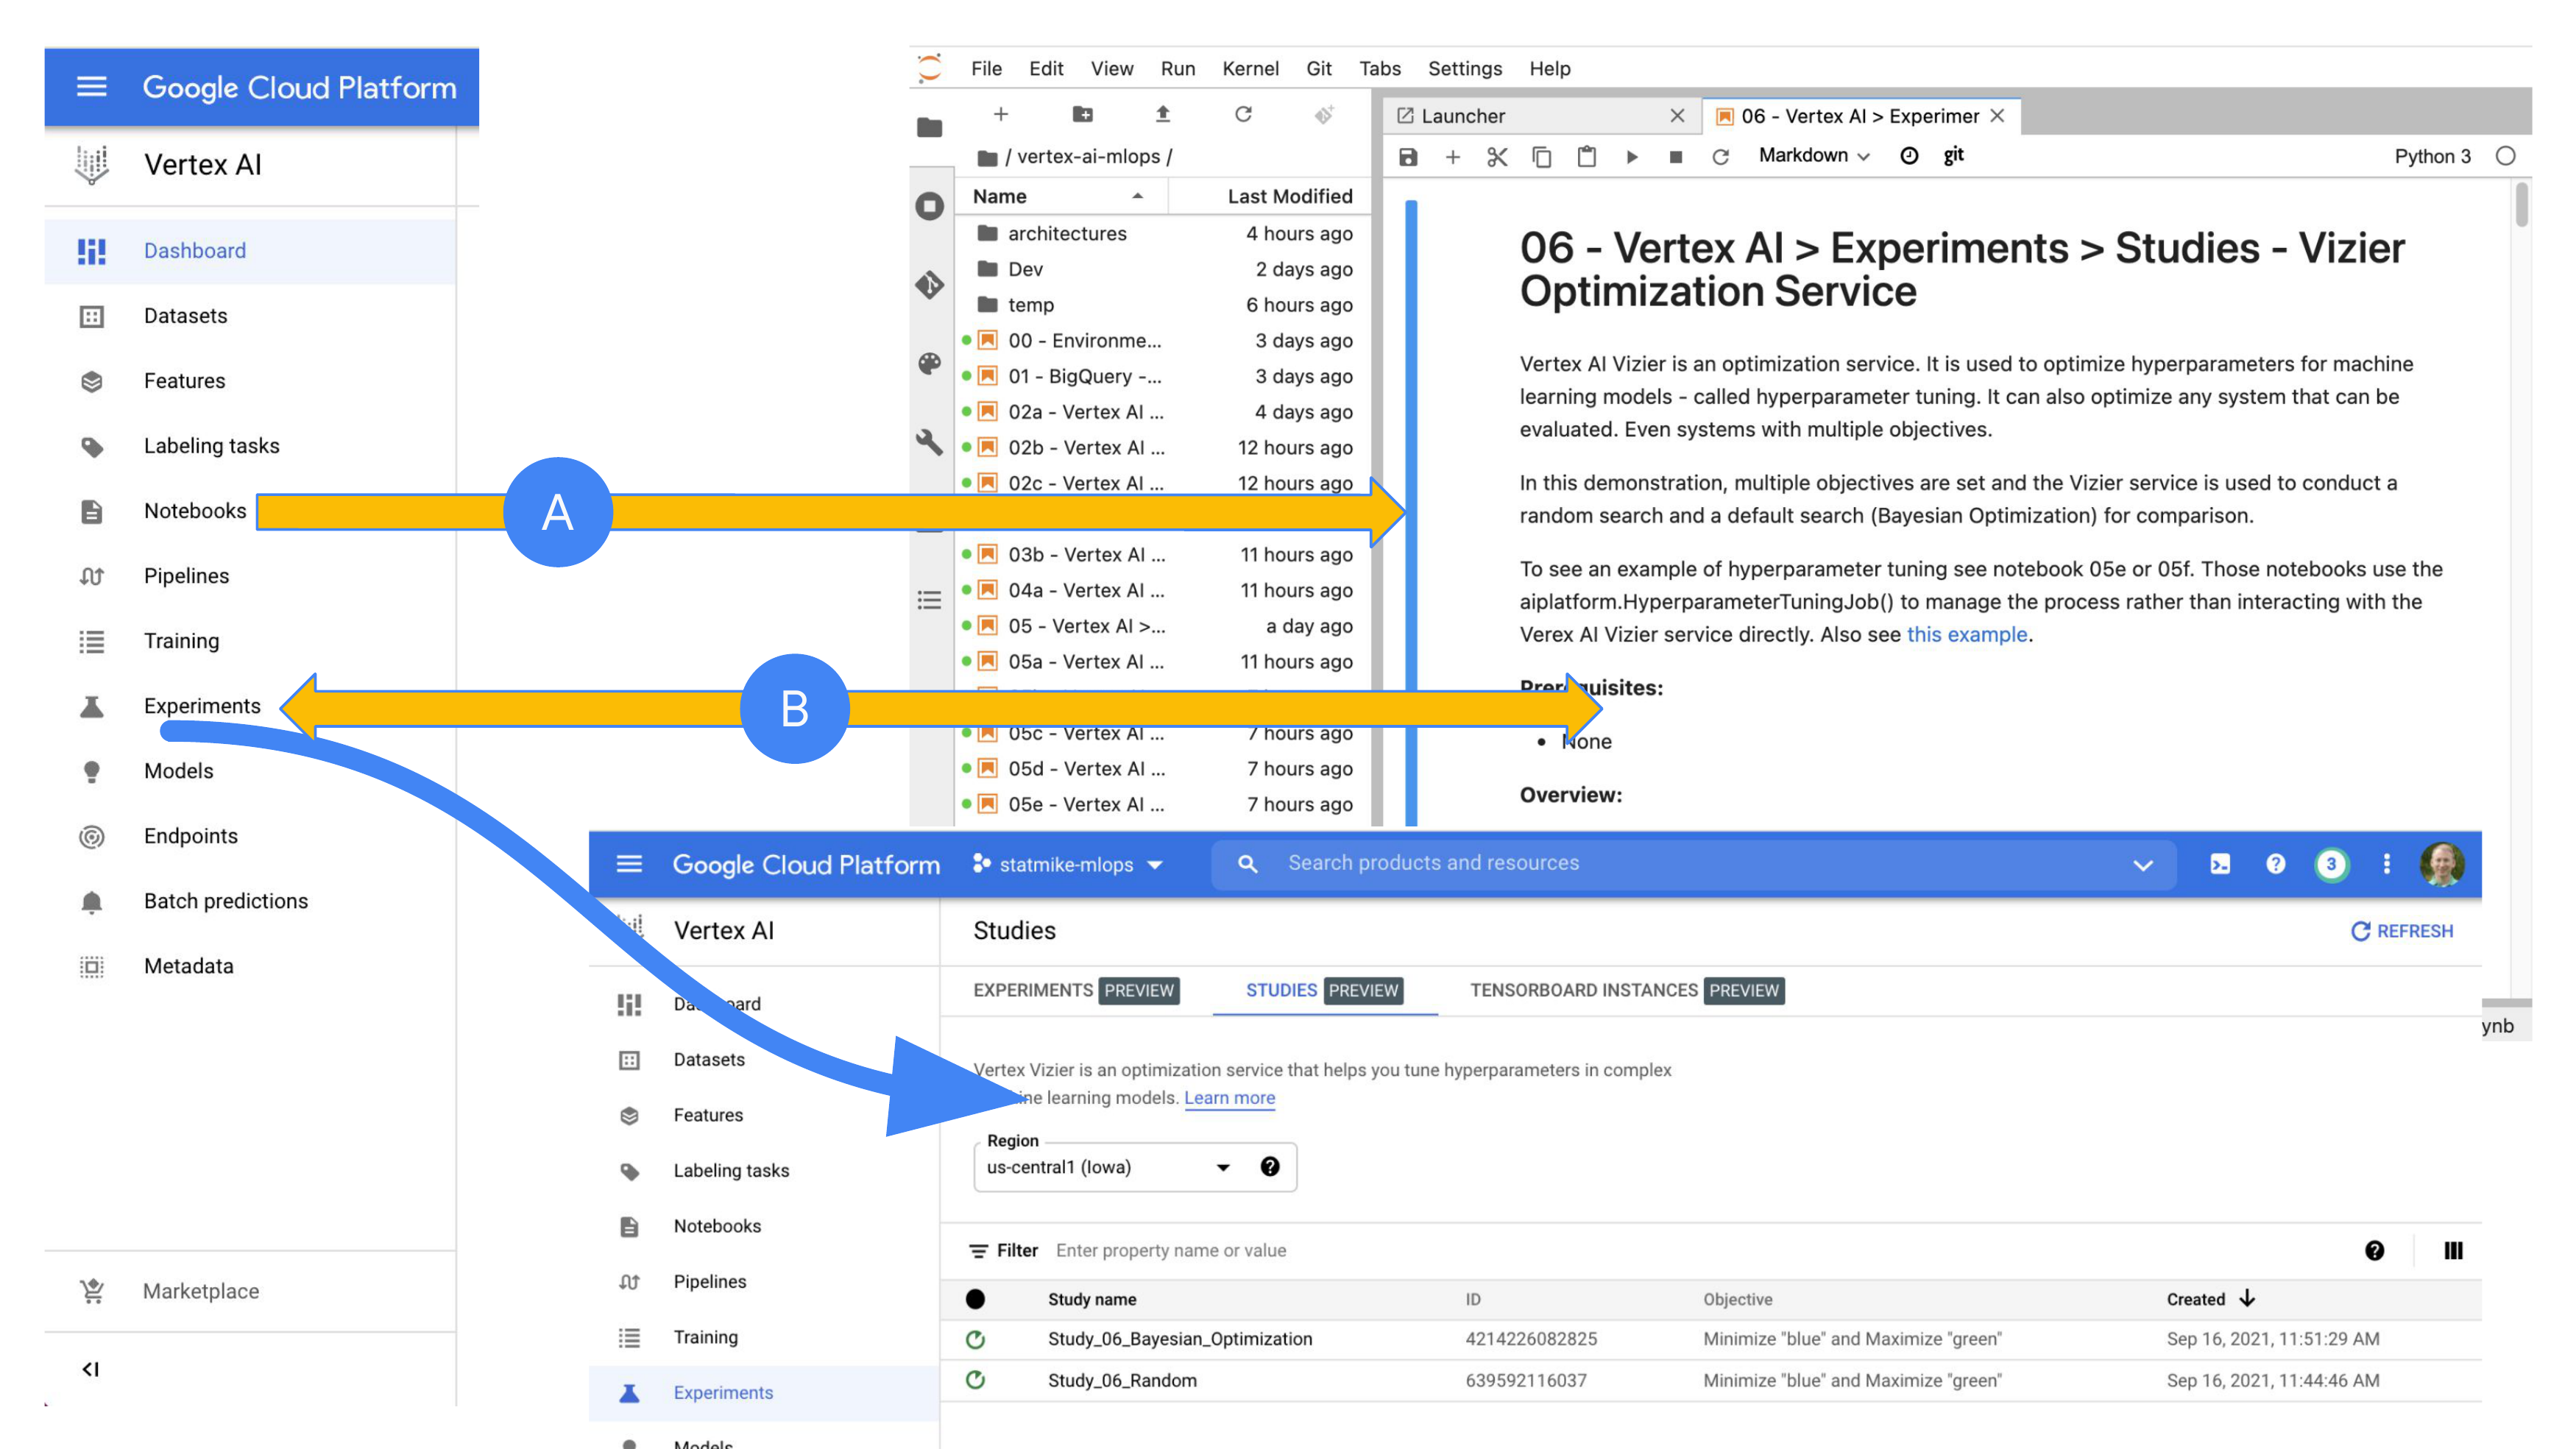 Google Cloud Platform
Vertex AI
Dashboard
Datasets
Features
Labeling tasks
Notebooks
Pipelines
Training
Experiments
Models
Endpoints
Batch predictions
Metadata
Marketplace
A
B
File Edit View Run Kernel Git Tabs Settings Help
/ vertex-ai-mlops /
Name Last Modified
architectures 4 hours ago
Dev 2 days ago
temp 6 hours ago
00 - Environme... 3 days ago
01 - BigQuery -... 3 days ago
02a - Vertex AI ... 4 days ago
02b - Vertex AI ... 12 hours ago
02c - Vertex AI ... 12 hours ago
03b - Vertex AI ... 11 hours ago
04a - Vertex AI ... 11 hours ago
05 - Vertex AI >... a day ago
05a - Vertex AI ... 11 hours ago
05c - Vertex AI ... 7 hours ago
05d - Vertex AI ... 7 hours ago
05e - Vertex AI ... 7 hours ago
Launcher
06 - Vertex AI > Experimer
Markdown git Python 3
06 - Vertex AI > Experiments > Studies - Vizier
Optimization Service
Vertex AI Vizier is an optimization service. It is used to optimize hyperparameters for machine
learning models - called hyperparameter tuning. It can also optimize any system that can be
evaluated. Even systems with multiple objectives.
In this demonstration, multiple objectives are set and the Vizier service is used to conduct a
random search and a default search (Bayesian Optimization) for comparison.
To see an example of hyperparameter tuning see notebook 05e or 05f. Those notebooks use the
aiplatform.HyperparameterTuningJob() to manage the process rather than interacting with the
Verex AI Vizier service directly. Also see this example.
Prerequisites:
• None
Overview:
ynb
Google Cloud Platform statmike-mlops Search products and resources 3
Vertex AI
Dashboard
Datasets
Features
Labeling tasks
Notebooks
Pipelines
Training
Experiments
Models
Studies REFRESH
EXPERIMENTS PREVIEW STUDIES PREVIEW TENSORBOARD INSTANCES PREVIEW
Vertex Vizier is an optimization service that helps you tune hyperparameters in complex
learning models. Learn more
Region
us-central1 (Iowa)
Filter Enter property name or value
Study name ID Objective Created
Study_06_Bayesian_Optimization 4214226082825 Minimize "blue" and Maximize "green" Sep 16, 2021, 11:51:29 AM
Study_06_Random 639592116037 Minimize "blue" and Maximize "green" Sep 16, 2021, 11:44:46 AM